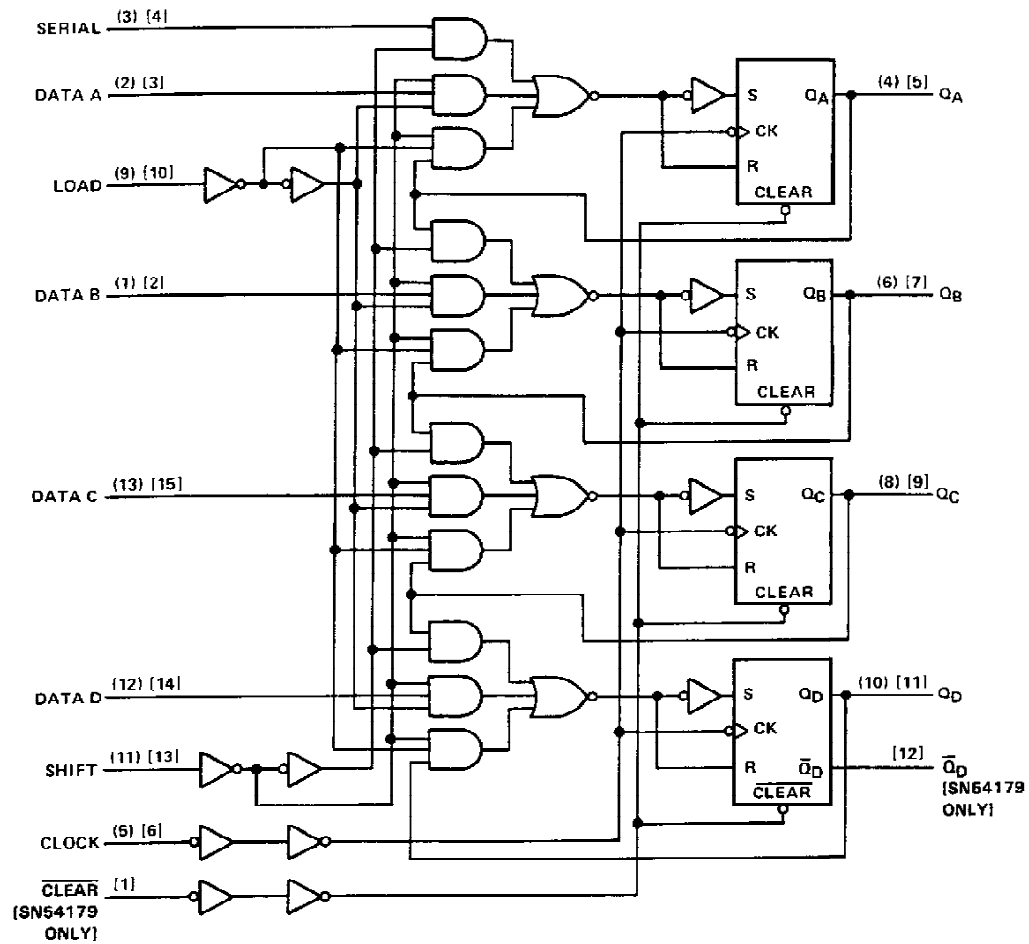 SERIAL (3) [4]
DATA A (2) [3]
LOAD (9) [10]
S QA (4) [5] QA
CK
R
CLEAR
DATA B (1) [2]
S QB (6) [7] QB
CK
R
CLEAR
DATA C (13) [15]
S QC (8) [9] QC
CK
R
CLEAR
DATA D (12) [14]
S QD (10) [11] QD
CK
R Q̅D [12] Q̅D
CLEAR
[SN54179
ONLY]
SHIFT (11) [13]
CLOCK (5) [6]
CLEAR [1]
[SN54179
ONLY]